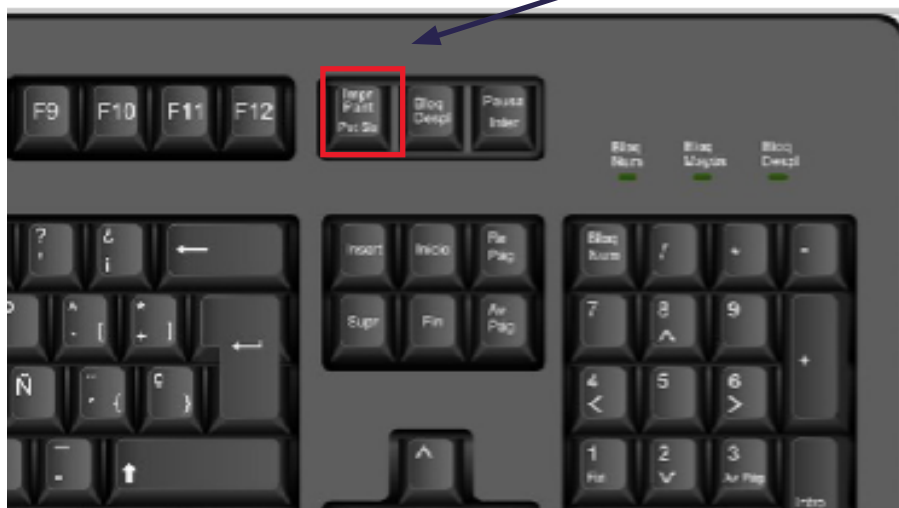 F9 F10 F11 F12
Impr
Pant
Pet Sis
Bloq
Despl
Pausa
Inter
Bloq
Num
Bloq
Mayús
Bloq
Despl
?
'
¿
¡
←
Insert
Inicio
Re
Pág
Bloq
Num
/
*
-
^
` [
*
+ ]
Supr
Fin
Av
Pág
7
8
9
+
Ñ
¨
´ {
Ç
}
4
5
6
1
Fin
2
3
Av Pág
Intro
-